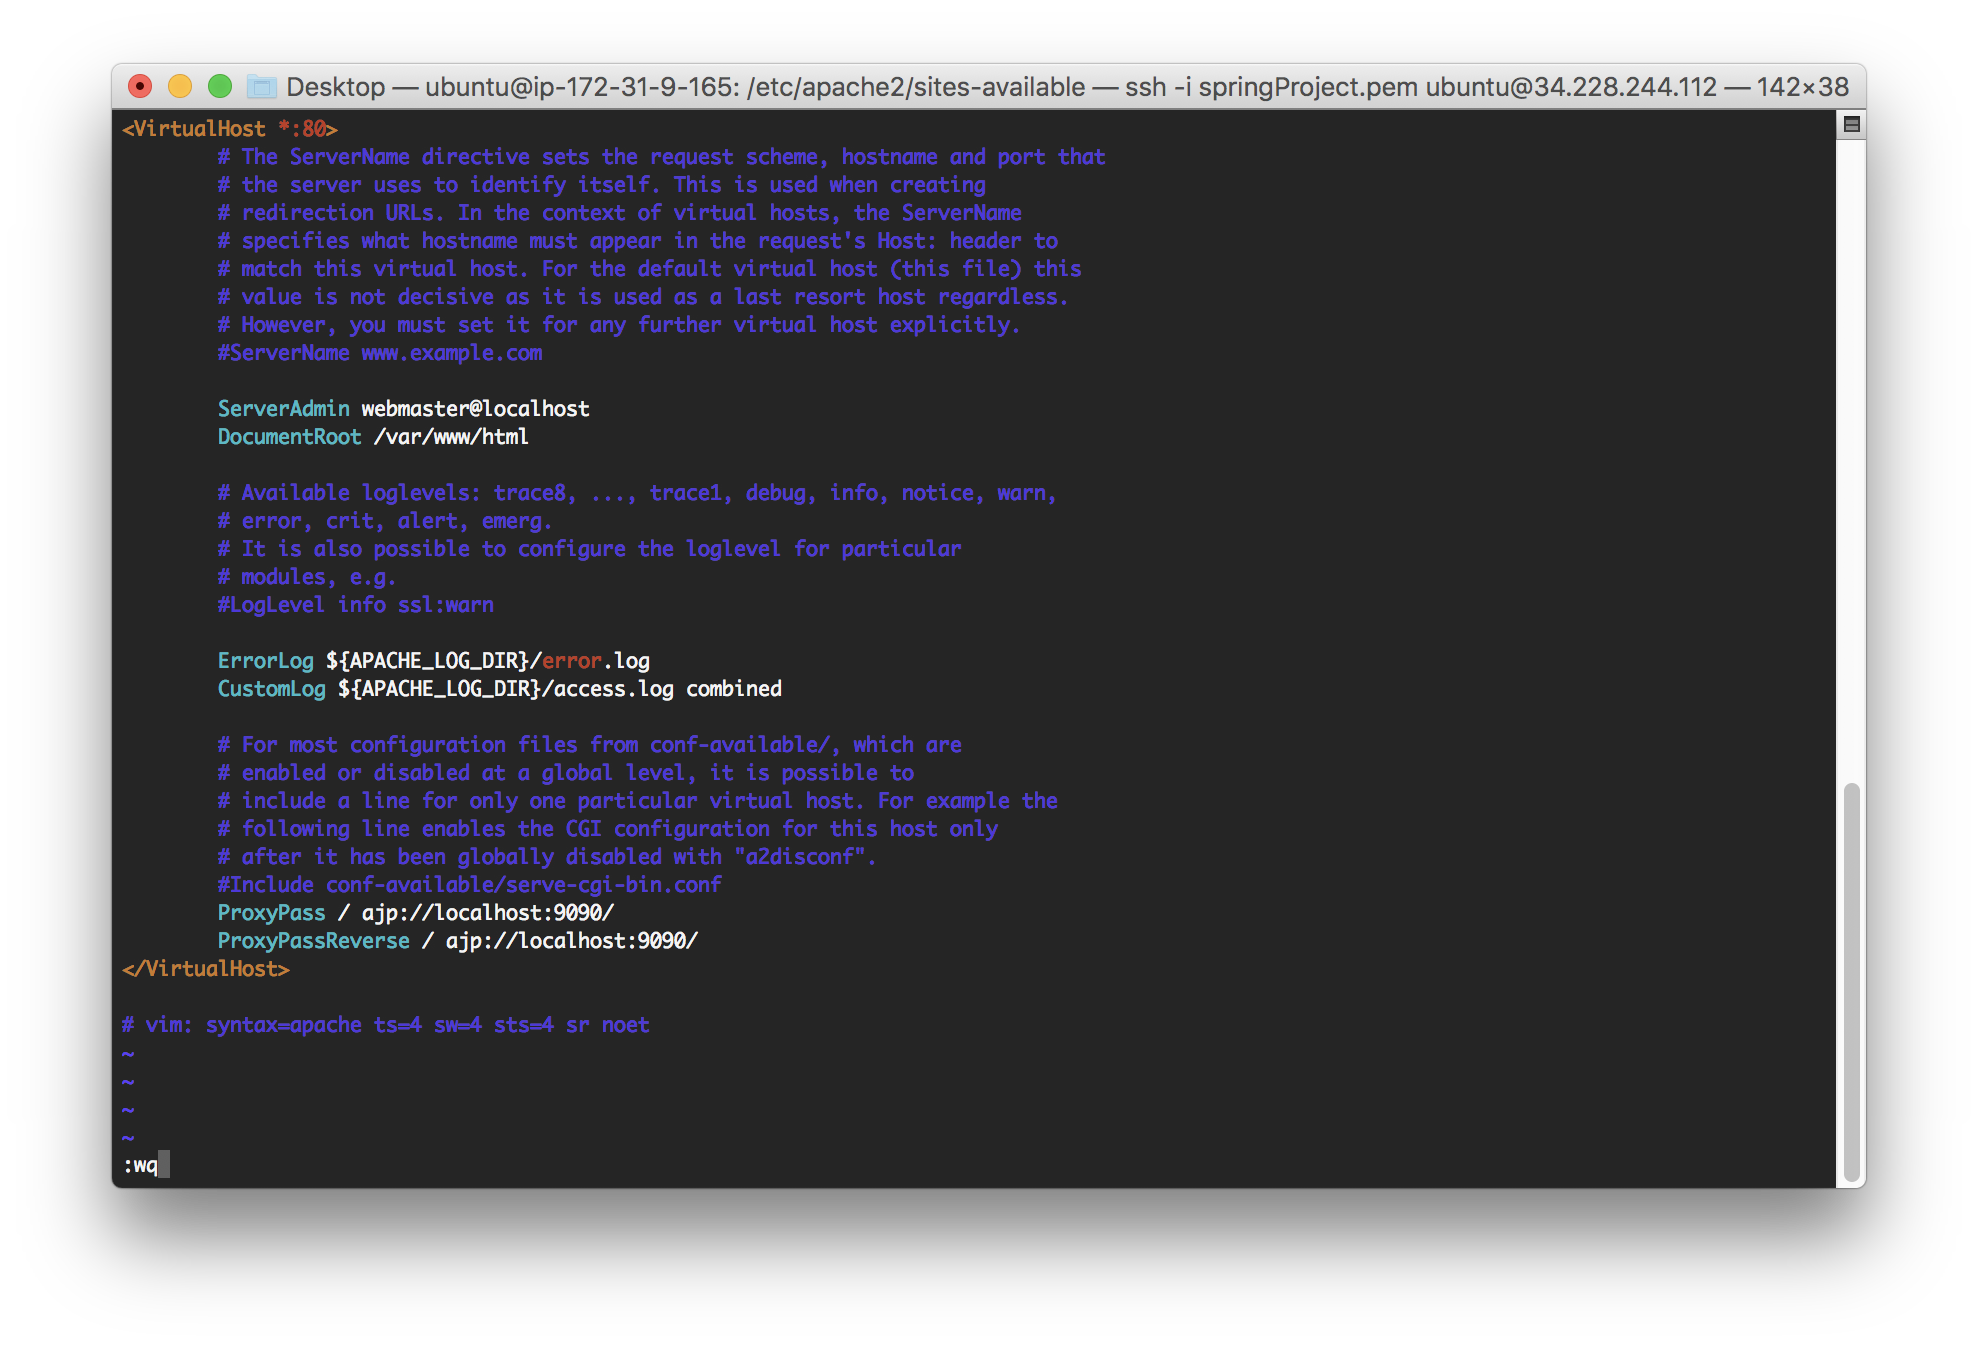 Desktop — ubuntu@ip-172-31-9-165: /etc/apache2/sites-available — ssh -i springProject.pem ubuntu@34.228.244.112 — 142×38
<VirtualHost *:80>
# The ServerName directive sets the request scheme, hostname and port that
# the server uses to identify itself. This is used when creating
# redirection URLs. In the context of virtual hosts, the ServerName
# specifies what hostname must appear in the request's Host: header to
# match this virtual host. For the default virtual host (this file) this
# value is not decisive as it is used as a last resort host regardless.
# However, you must set it for any further virtual host explicitly.
#ServerName www.example.com
ServerAdmin webmaster@localhost
DocumentRoot /var/www/html
# Available loglevels: trace8, ..., trace1, debug, info, notice, warn,
# error, crit, alert, emerg.
# It is also possible to configure the loglevel for particular
# modules, e.g.
#LogLevel info ssl:warn
ErrorLog ${APACHE_LOG_DIR}/error.log
CustomLog ${APACHE_LOG_DIR}/access.log combined
# For most configuration files from conf-available/, which are
# enabled or disabled at a global level, it is possible to
# include a line for only one particular virtual host. For example the
# following line enables the CGI configuration for this host only
# after it has been globally disabled with "a2disconf".
#Include conf-available/serve-cgi-bin.conf
ProxyPass / ajp://localhost:9090/
ProxyPassReverse / ajp://localhost:9090/
</VirtualHost>
# vim: syntax=apache ts=4 sw=4 sts=4 sr noet
~
~
~
~
:wq